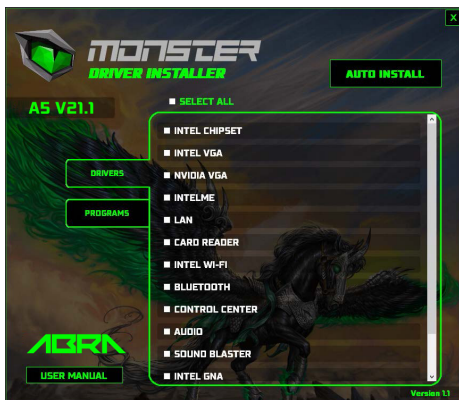 X
MONSTER
DRIVER INSTALLER
AUTO INSTALL
A5 V21.1
SELECT ALL
INTEL CHIPSET
INTEL VGA
NVIDIA VGA
INTELME
LAN
CARD READER
INTEL WI-FI
BLUETOOTH
CONTROL CENTER
AUDIO
SOUND BLASTER
INTEL GNA
DRIVERS
PROGRAMS
ABRA
USER MANUAL
Version 1.1